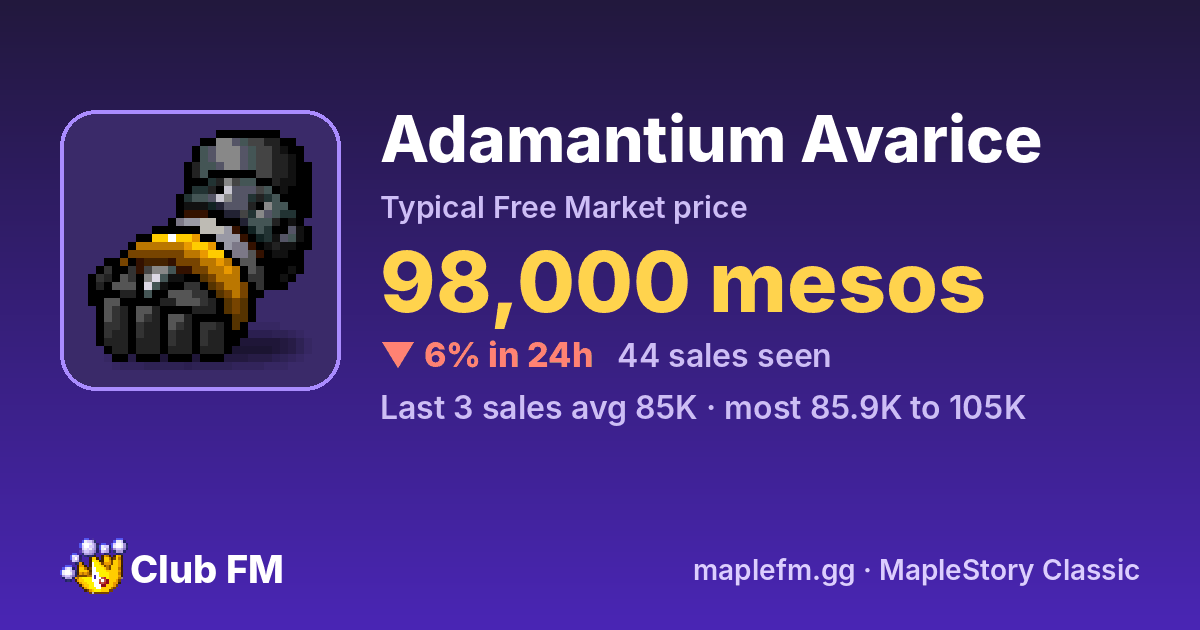 Adamantium Avarice
Typical Free Market price
98,000 mesos
▼ 6% in 24h 44 sales seen
Last 3 sales avg 85K · most 85.9K to 105K
Club FM
maplefm.gg · MapleStory Classic